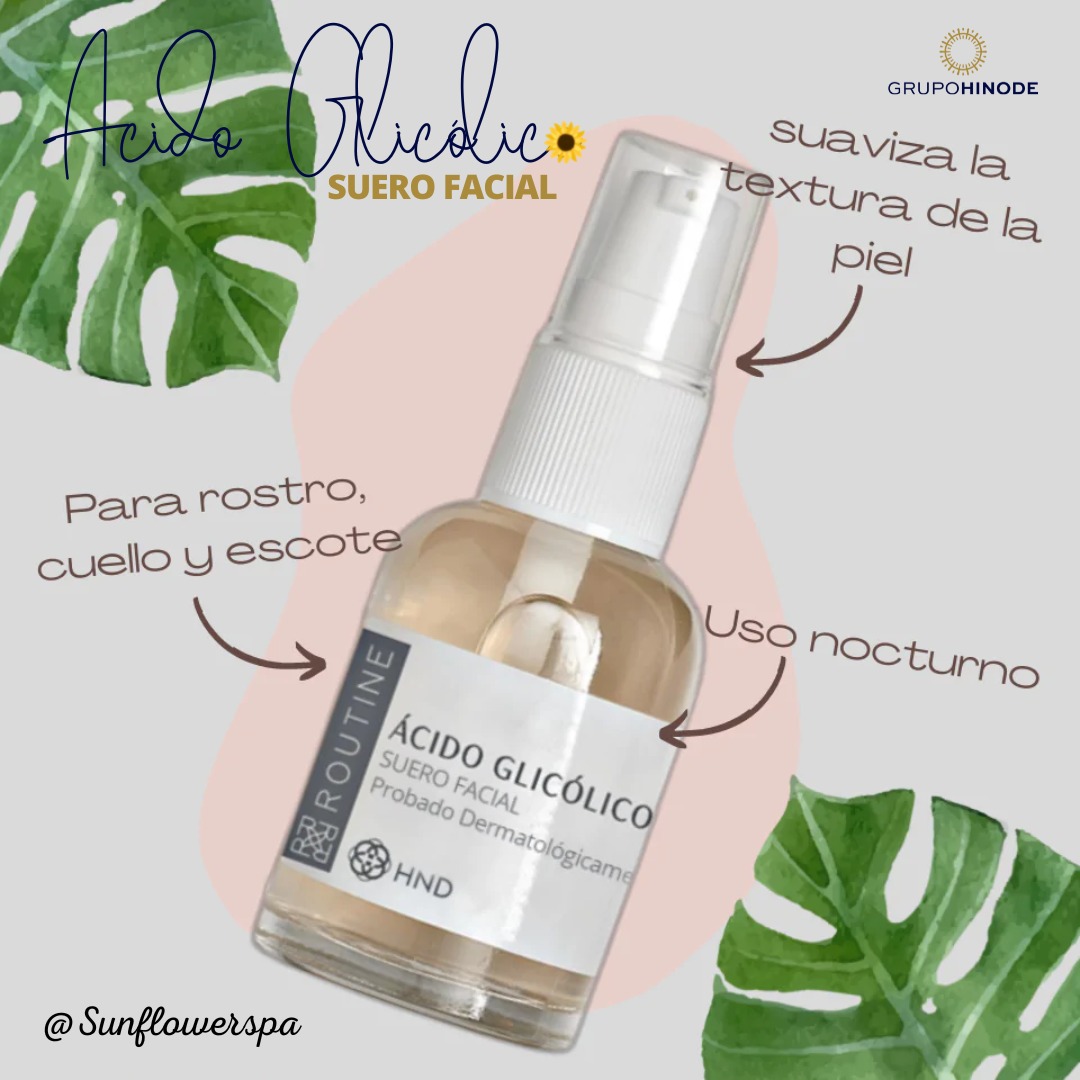 Acido Glicólic
SUERO FACIAL
GRUPOHINODE
suaviza la
textura de la
piel
Para rostro,
cuello y escote
Uso nocturno
ROUTINE
ÁCIDO GLICÓLICO
SUERO FACIAL
Probado Dermatológicame
HND
@Sunflowerspa